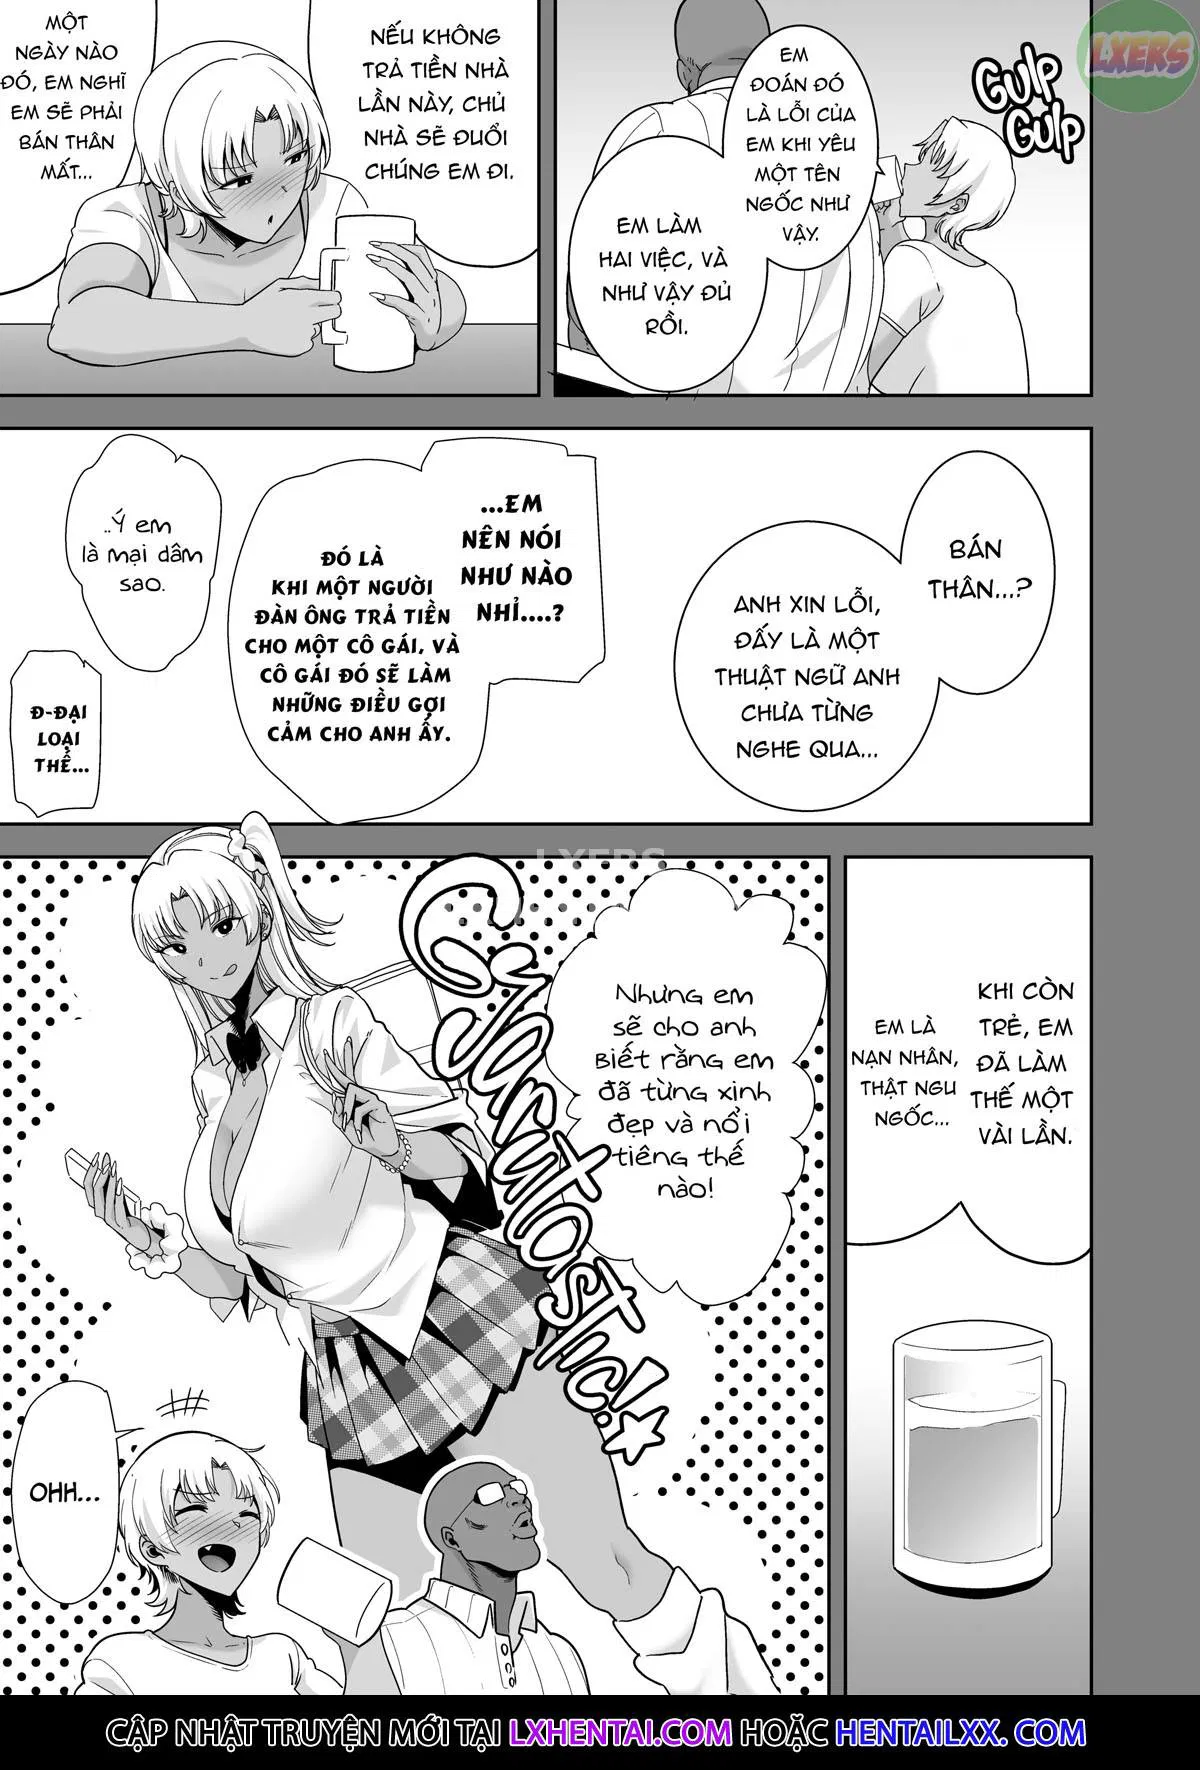 LXERS
Gulp
Gulp
EM
ĐOÁN ĐÓ
LÀ LỖI CỦA
EM KHI YÊU
MỘT TÊN
NGỐC NHƯ
VẬY.
EM LÀM
HAI VIỆC, VÀ
NHƯ VẬY ĐỦ
RỒI.
NẾU KHÔNG
TRẢ TIỀN NHÀ
LẦN NÀY, CHỦ
NHÀ SẼ ĐUỔI
CHÚNG EM ĐI.
MỘT
NGÀY NÀO
ĐÓ, EM NGHĨ
EM SẼ PHẢI
BÁN THÂN
MẤT...
BÁN
THÂN...?
ANH XIN LỖI,
ĐẤY LÀ MỘT
THUẬT NGỮ ANH
CHƯA TỪNG
NGHE QUA...
...EM
NÊN NÓI
NHƯ NÀO
NHỈ....?
ĐÓ LÀ
KHI MỘT NGƯỜI
ĐÀN ÔNG TRẢ TIỀN
CHO MỘT CÔ GÁI, VÀ
CÔ GÁI ĐÓ SẼ LÀM
NHỮNG ĐIỀU GỢI
CẢM CHO ANH ẤY.
..Ý em
là mại dâm
sao.
Đ-ĐẠI
LOẠI
THẾ...
KHI CÒN
TRẺ, EM
ĐÃ LÀM
THẾ MỘT
VÀI LẦN.
EM LÀ
NẠN NHÂN,
THẬT NGU
NGỐC...
LXERS
Nhưng em
sẽ cho anh
biết rằng em
đã từng xinh
đẹp và nổi
tiếng thế
nào!
Gyarutastic!
OHH...
CẬP NHẬT TRUYỆN MỚI TẠI LXHENTAI.COM HOẶC HENTAILXX. COM